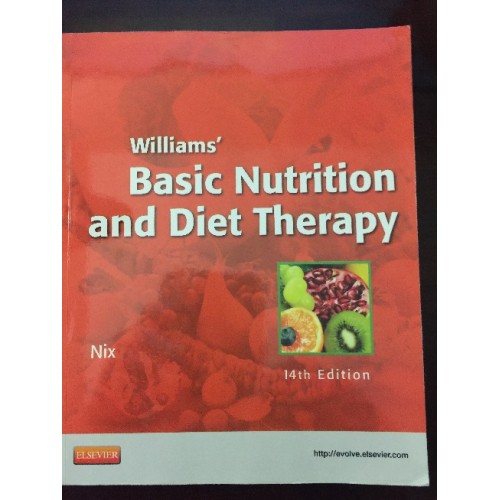 Williams'
Basic Nutrition
and Diet Therapy
Nix
14th Edition
ELSEVIER
http://evolve.elsevier.com